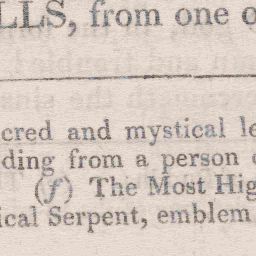 LLS, from one o
cred and mystical le
ding from a person
(f) The Most Hig
ical Serpent, emblem